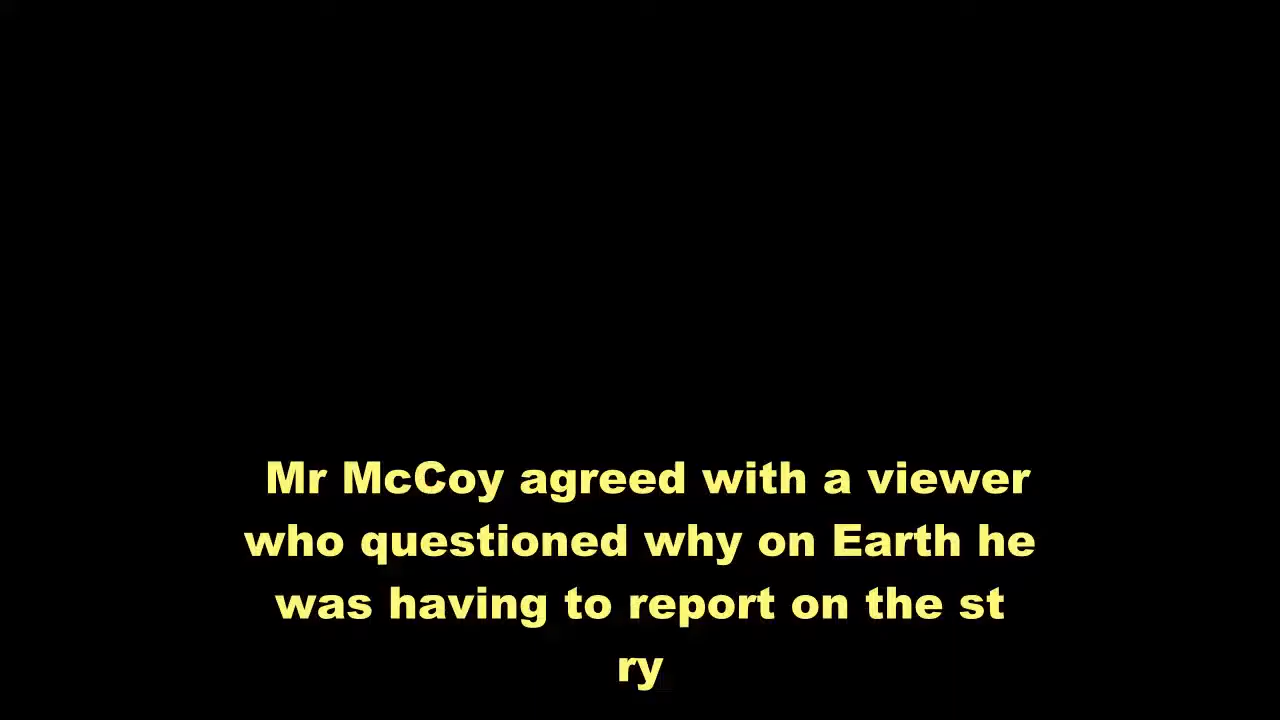 Mr McCoy agreed with a viewer
who questioned why on Earth he
was having to report on the st
ry